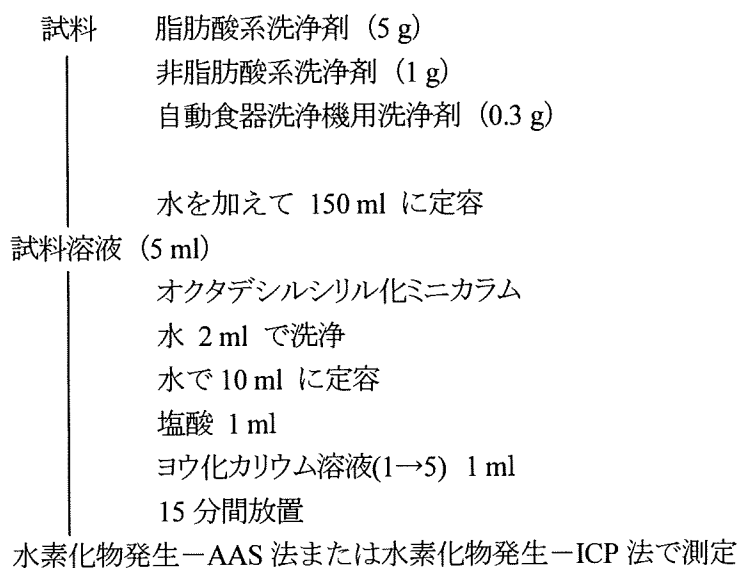 試料　脂肪酸系洗浄剤（5 g）
非脂肪酸系洗浄剤（1 g）
自動食器洗浄機用洗浄剤（0.3 g）
水を加えて 150 ml に定容
試料溶液（5 ml）
オクタデシルシリル化ミニカラム
水 2 ml で洗浄
水で 10 ml に定容
塩酸 1 ml
ヨウ化カリウム溶液(1→5) 1 ml
15 分間放置
水素化物発生－AAS 法または水素化物発生－ICP 法で測定